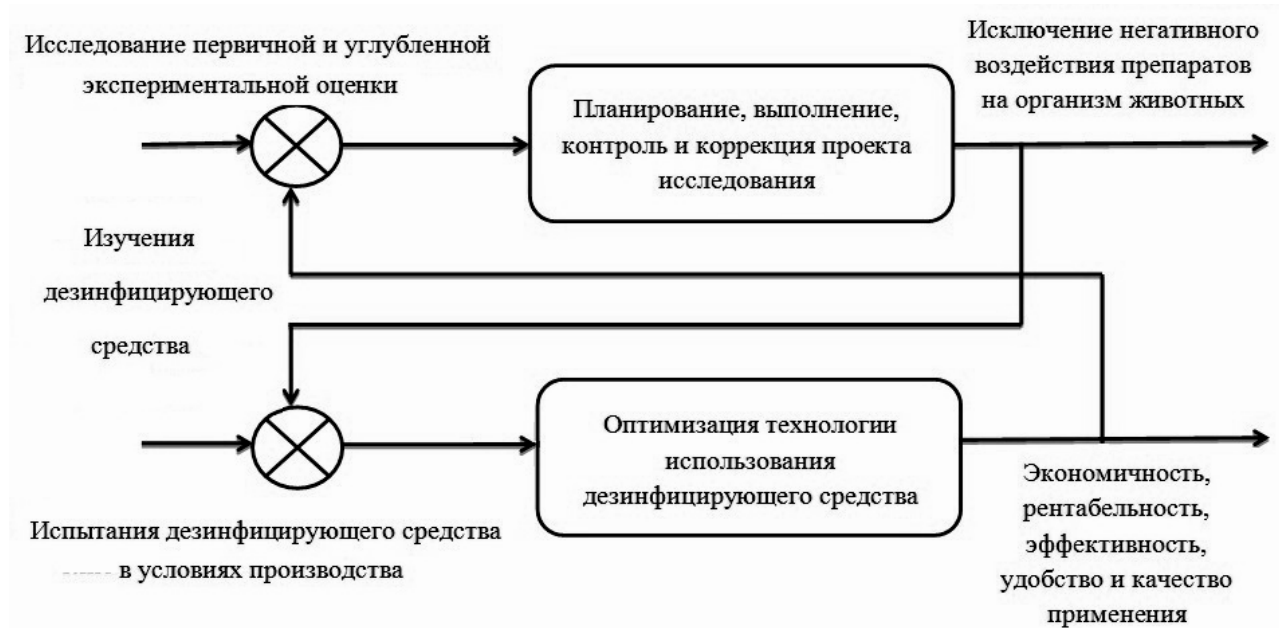 Исследование первичной и углубленной
экспериментальной оценки
Планирование, выполнение,
контроль и коррекция проекта
исследования
Исключение негативного
воздействия препаратов
на организм животных
Изучения
дезинфицирующего
средства
Оптимизация технологии
использования
дезинфицирующего средства
Испытания дезинфицирующего средства
в условиях производства
Экономичность,
рентабельность,
эффективность,
удобство и качество
применения